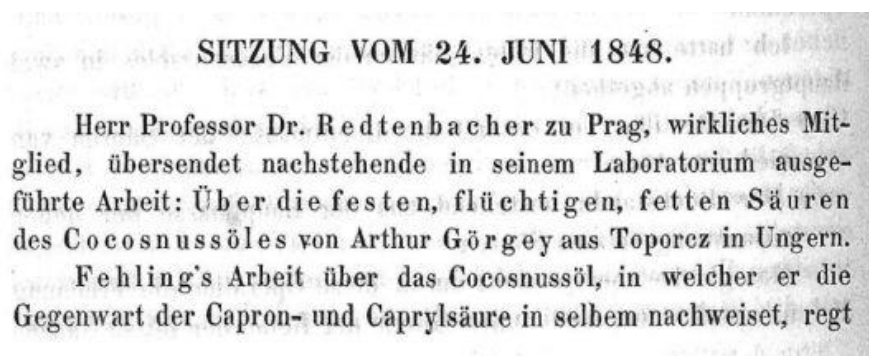 SITZUNG VOM 24. JUNI 1848.
Herr Professor Dr. Redtenbacher zu Prag, wirkliches Mit-
glied, übersendet nachstehende in seinem Laboratorium ausge-
führte Arbeit: Über die festen, flüchtigen, fetten Säuren
des Cocosnussöles von Arthur Görgey aus Toporcz in Ungern.
Fehling's Arbeit über das Cocosnussöl, in welcher er die
Gegenwart der Capron- und Caprylsäure in selbem nachweiset, regt